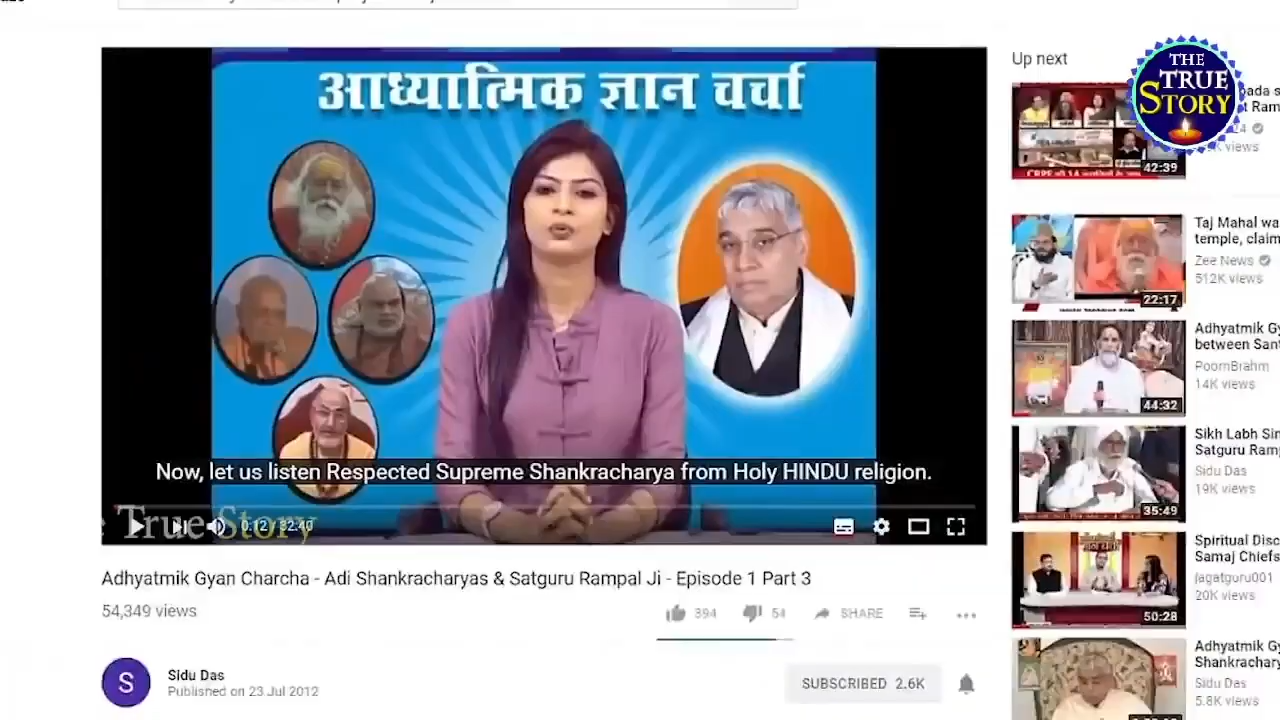 Up next
THE
TRUE
STORY
आध्यात्मिक ज्ञान चर्चा
42:39
Taj Mahal wa
temple, claim
Zee News
512K views
22:17
Adhyatmik Gy
between Sant
PoornBrahm
14K views
44:32
Sikh Labh Sin
Satguru Ramp
Sidu Das
19K views
35:49
Now, let us listen Respected Supreme Shankracharya from Holy HINDU religion.
True Story
0:12 / 32:40
Spiritual Disc
Samaj Chiefs
jagatguru001
20K views
50:28
Adhyatmik Gyan Charcha - Adi Shankracharyas & Satguru Rampal Ji - Episode 1 Part 3
54,349 views
394
54
SHARE
Adhyatmik Gy
Shankrachary
Sidu Das
5.8K views
S
Sidu Das
Published on 23 Jul 2012
SUBSCRIBED 2.6K